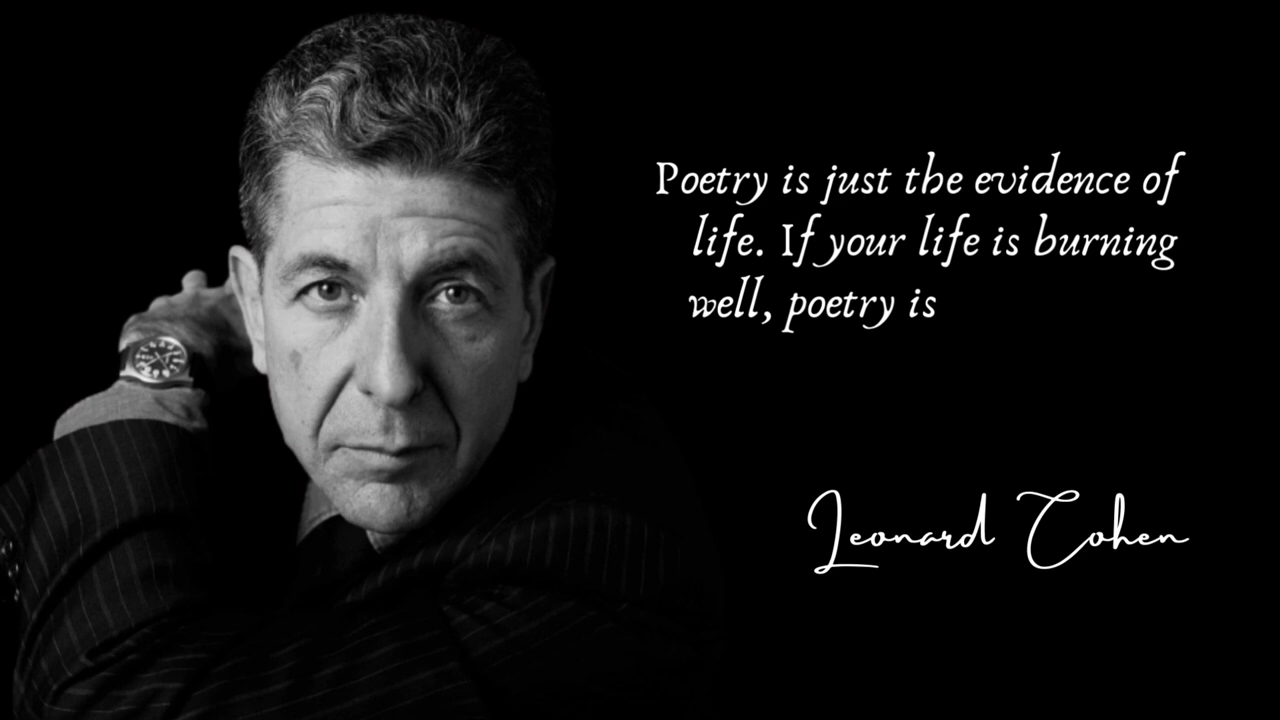 Poetry is just the evidence of
life. If your life is burning
well, poetry is
Leonard Cohen